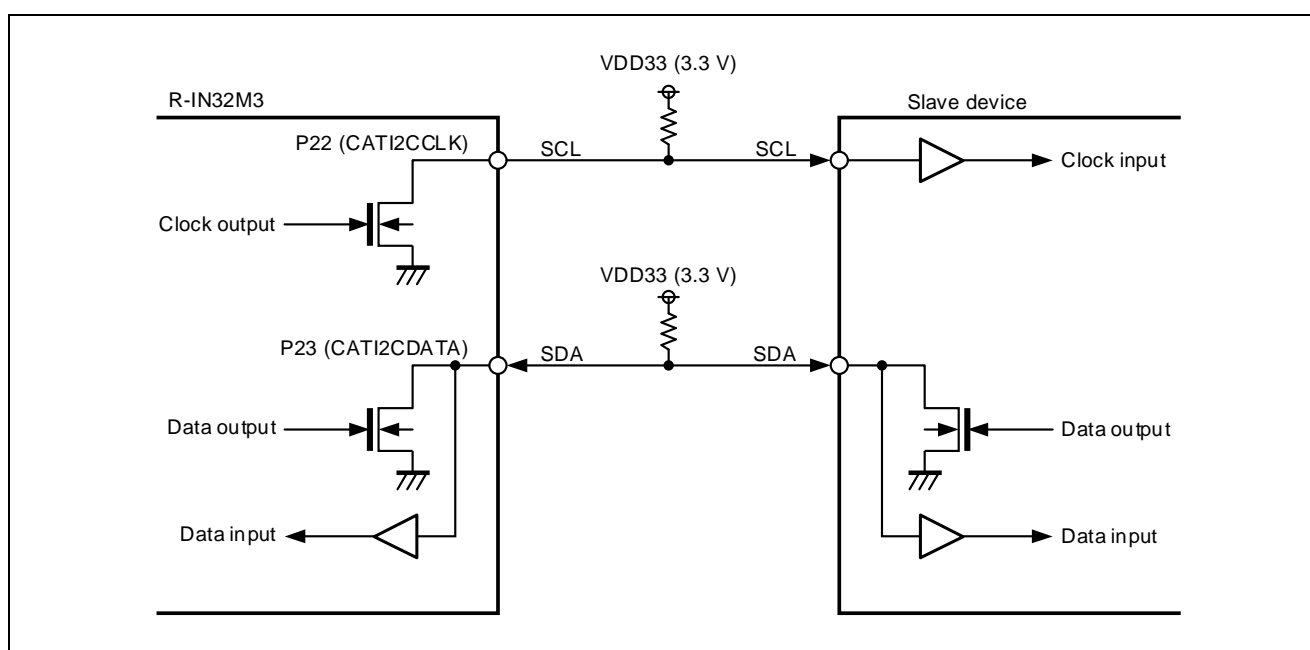 VDD33 (3.3 V)
R-IN32M3
Slave device
P22 (CATI2CCLK)
SCL
SCL
Clock input
Clock output
VDD33 (3.3 V)
P23 (CATI2CDATA)
SDA
SDA
Data output
Data output
Data input
Data input